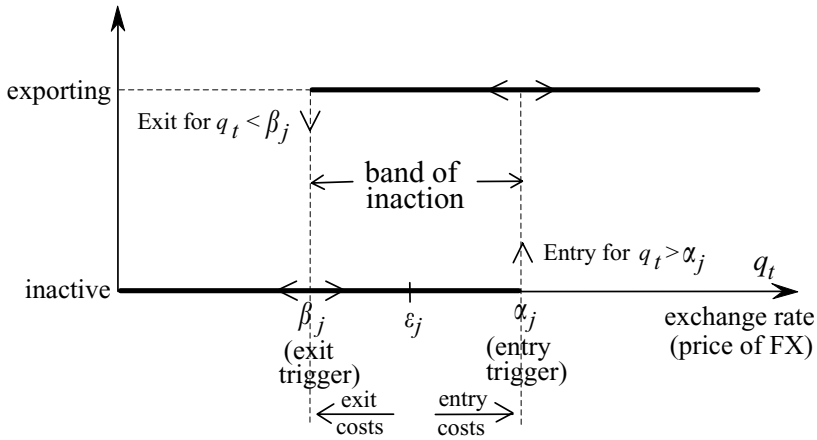 exporting
Exit for q_t < β_j
band of
inaction
Entry for q_t > α_j
q_t
inactive
β_j
ε_j
α_j
(exit
trigger)
(entry
trigger)
exchange rate
(price of FX)
exit
costs
entry
costs